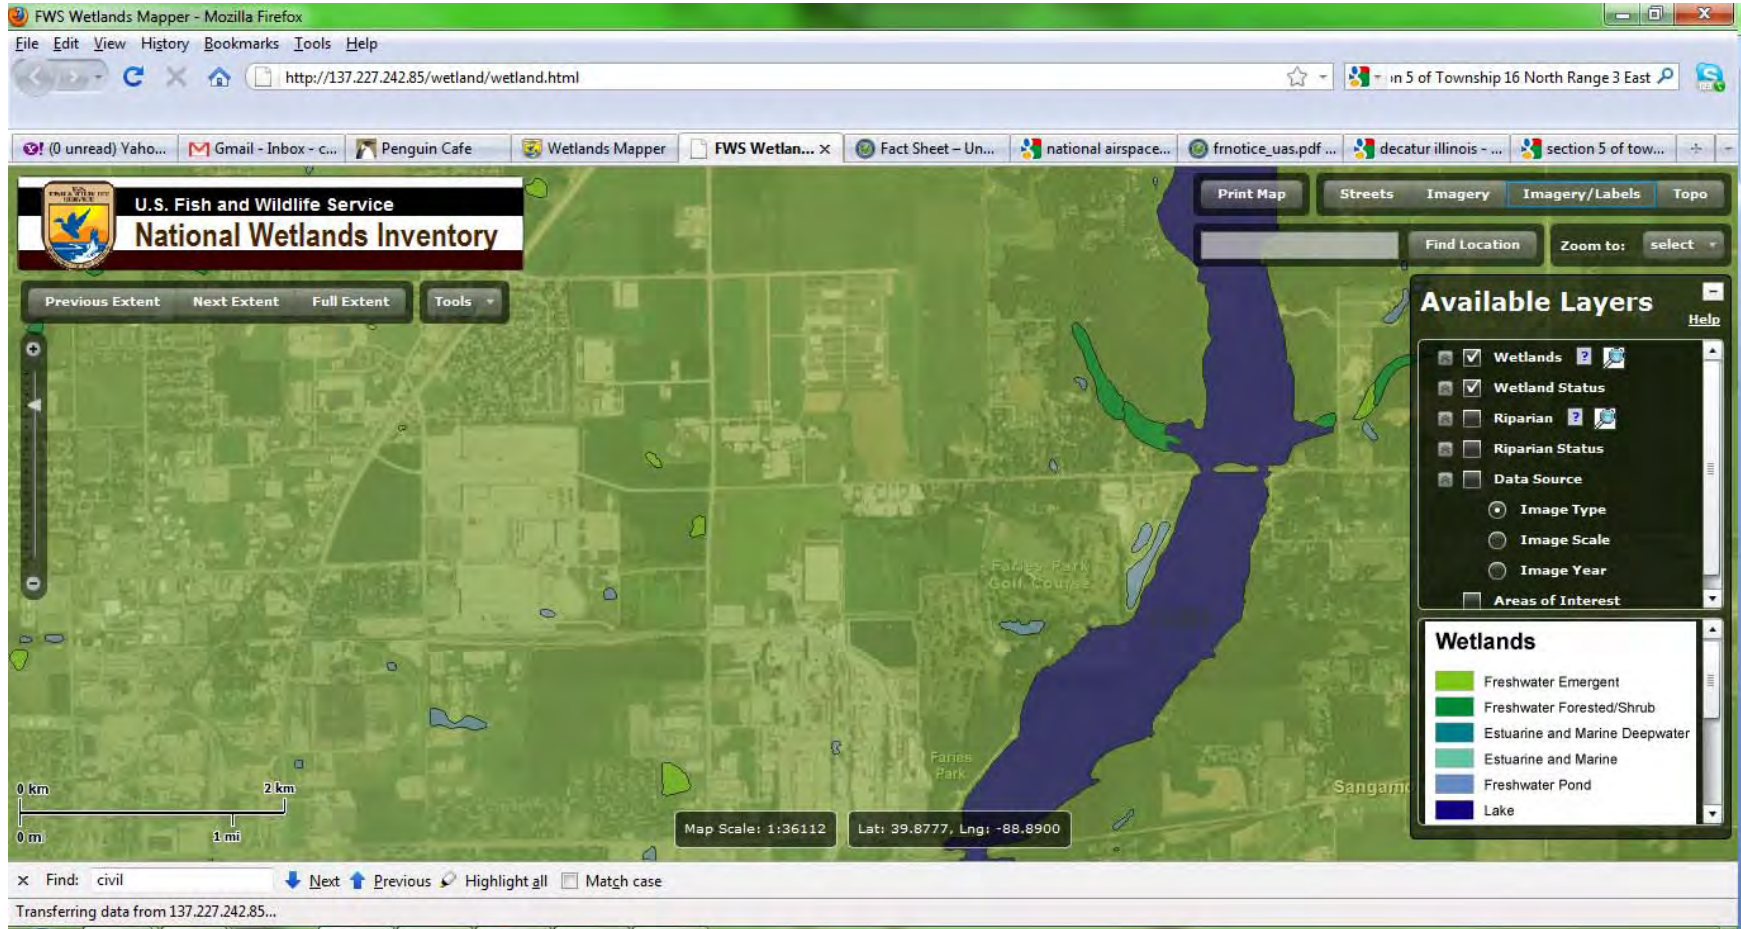 FWS Wetlands Mapper - Mozilla Firefox
File Edit View History Bookmarks Tools Help
http://137.227.242.85/wetland/wetland.html
n 5 of Township 16 North Range 3 East
(0 unread) Yaho... Gmail - Inbox - c... Penguin Cafe Wetlands Mapper FWS Wetlan... Fact Sheet – Un... national airspace... frnotice_uas.pdf ... decatur illinois - ... section 5 of tow...
U.S. Fish and Wildlife Service
National Wetlands Inventory
Print Map Streets Imagery Imagery/Labels Topo
Find Location Zoom to: select
Previous Extent Next Extent Full Extent Tools
Available Layers
Help
Wetlands ?
Wetland Status
Riparian ?
Riparian Status
Data Source
Image Type
Image Scale
Image Year
Areas of Interest
Faries Park
Golf Course
Faries
Park
Sangamo
Wetlands
Freshwater Emergent
Freshwater Forested/Shrub
Estuarine and Marine Deepwater
Estuarine and Marine
Freshwater Pond
Lake
0 km 2 km
0 m 1 mi
Map Scale: 1:36112 Lat: 39.8777, Lng: -88.8900
x Find: civil Next Previous Highlight all Match case
Transferring data from 137.227.242.85...